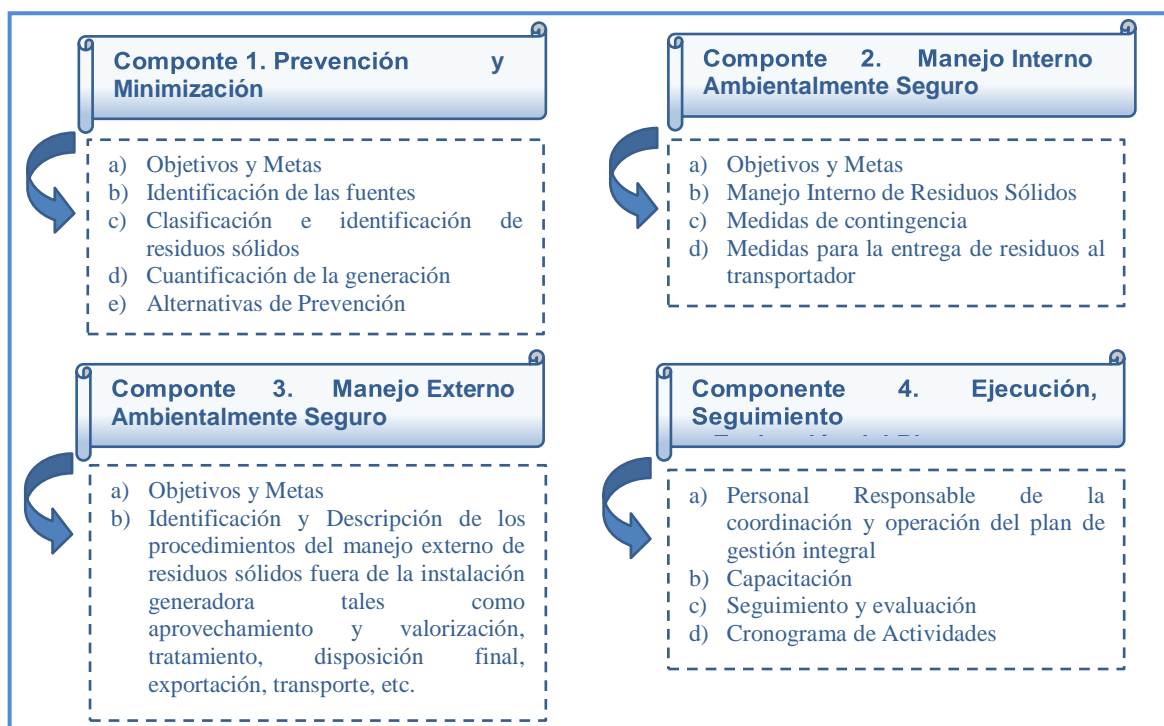 Componte 1. Prevención y
Minimización
a) Objetivos y Metas
b) Identificación de las fuentes
c) Clasificación e identificación de
residuos sólidos
d) Cuantificación de la generación
e) Alternativas de Prevención
Componte 2. Manejo Interno
Ambientalmente Seguro
a) Objetivos y Metas
b) Manejo Interno de Residuos Sólidos
c) Medidas de contingencia
d) Medidas para la entrega de residuos al
transportador
Componte 3. Manejo Externo
Ambientalmente Seguro
a) Objetivos y Metas
b) Identificación y Descripción de los
procedimientos del manejo externo de
residuos sólidos fuera de la instalación
generadora tales como
aprovechamiento y valorización,
tratamiento, disposición final,
exportación, transporte, etc.
Componente 4. Ejecución,
Seguimiento
a) Personal Responsable de la
coordinación y operación del plan de
gestión integral
b) Capacitación
c) Seguimiento y evaluación
d) Cronograma de Actividades